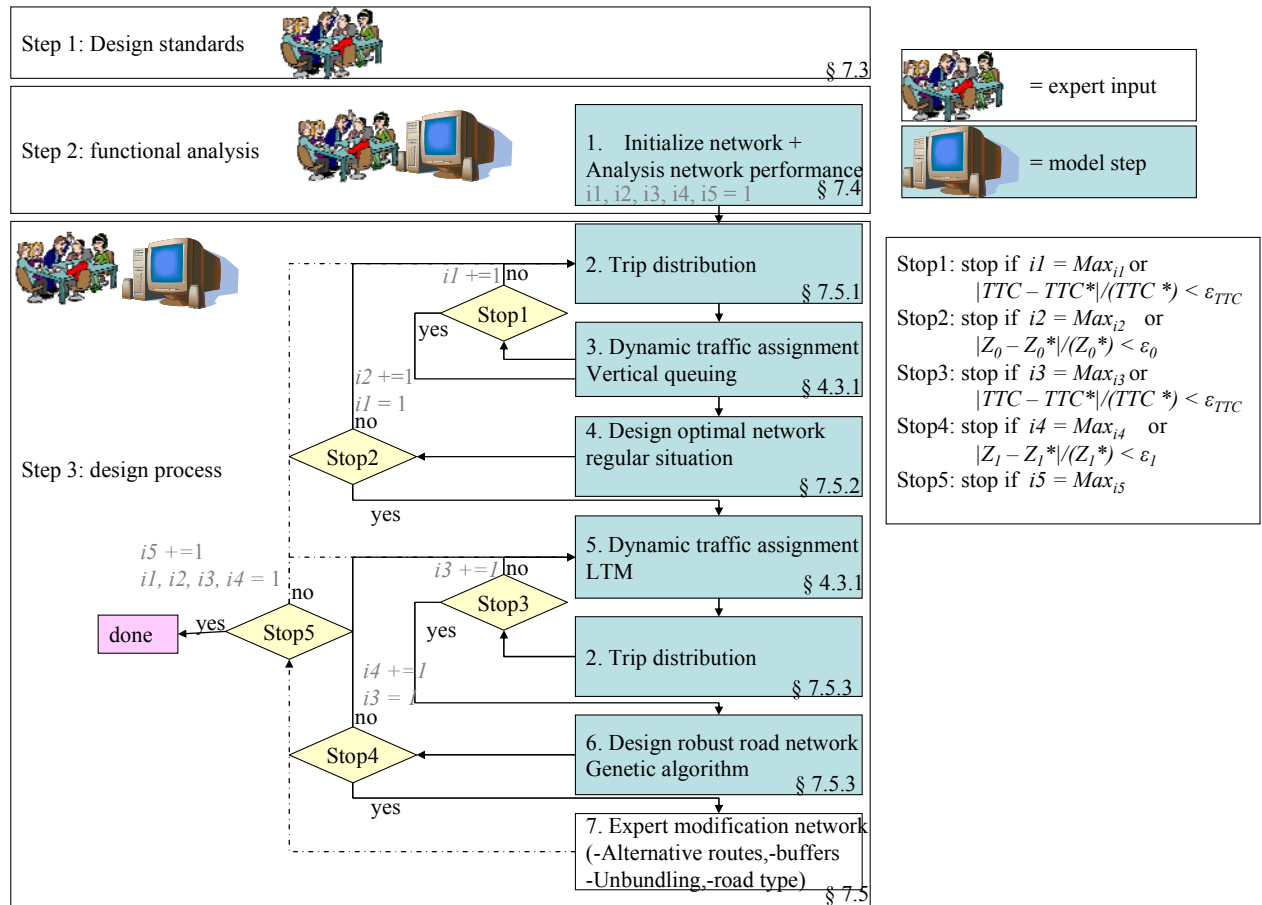 Step 1: Design standards
§ 7.3
= expert input
Step 2: functional analysis
1. Initialize network +
Analysis network performance
§ 7.4
i1, i2, i3, i4, i5 = 1
= model step
Step 3: design process
2. Trip distribution
§ 7.5.1
i1 +=1
no
Stop1
yes
3. Dynamic traffic assignment
Vertical queuing
§ 4.3.1
i2 +=1
i1 = 1
no
Stop2
yes
4. Design optimal network
regular situation
§ 7.5.2
5. Dynamic traffic assignment
LTM
§ 4.3.1
i3 +=1
no
Stop3
yes
i5 +=1
i1, i2, i3, i4 = 1
no
Stop5
yes
done
2. Trip distribution
§ 7.5.3
i4 +=1
i3 = 1
no
Stop4
yes
6. Design robust road network
Genetic algorithm
§ 7.5.3
7. Expert modification network
(-Alternative routes,-buffers
-Unbundling,-road type)
§ 7.5
Stop1: stop if i1 = Max_i1 or
|TTC – TTC*|/(TTC *) < ε_TTC
Stop2: stop if i2 = Max_i2 or
|Z_0 – Z_0*|/(Z_0*) < ε_0
Stop3: stop if i3 = Max_i3 or
|TTC – TTC*|/(TTC *) < ε_TTC
Stop4: stop if i4 = Max_i4 or
|Z_1 – Z_1*|/(Z_1*) < ε_1
Stop5: stop if i5 = Max_i5